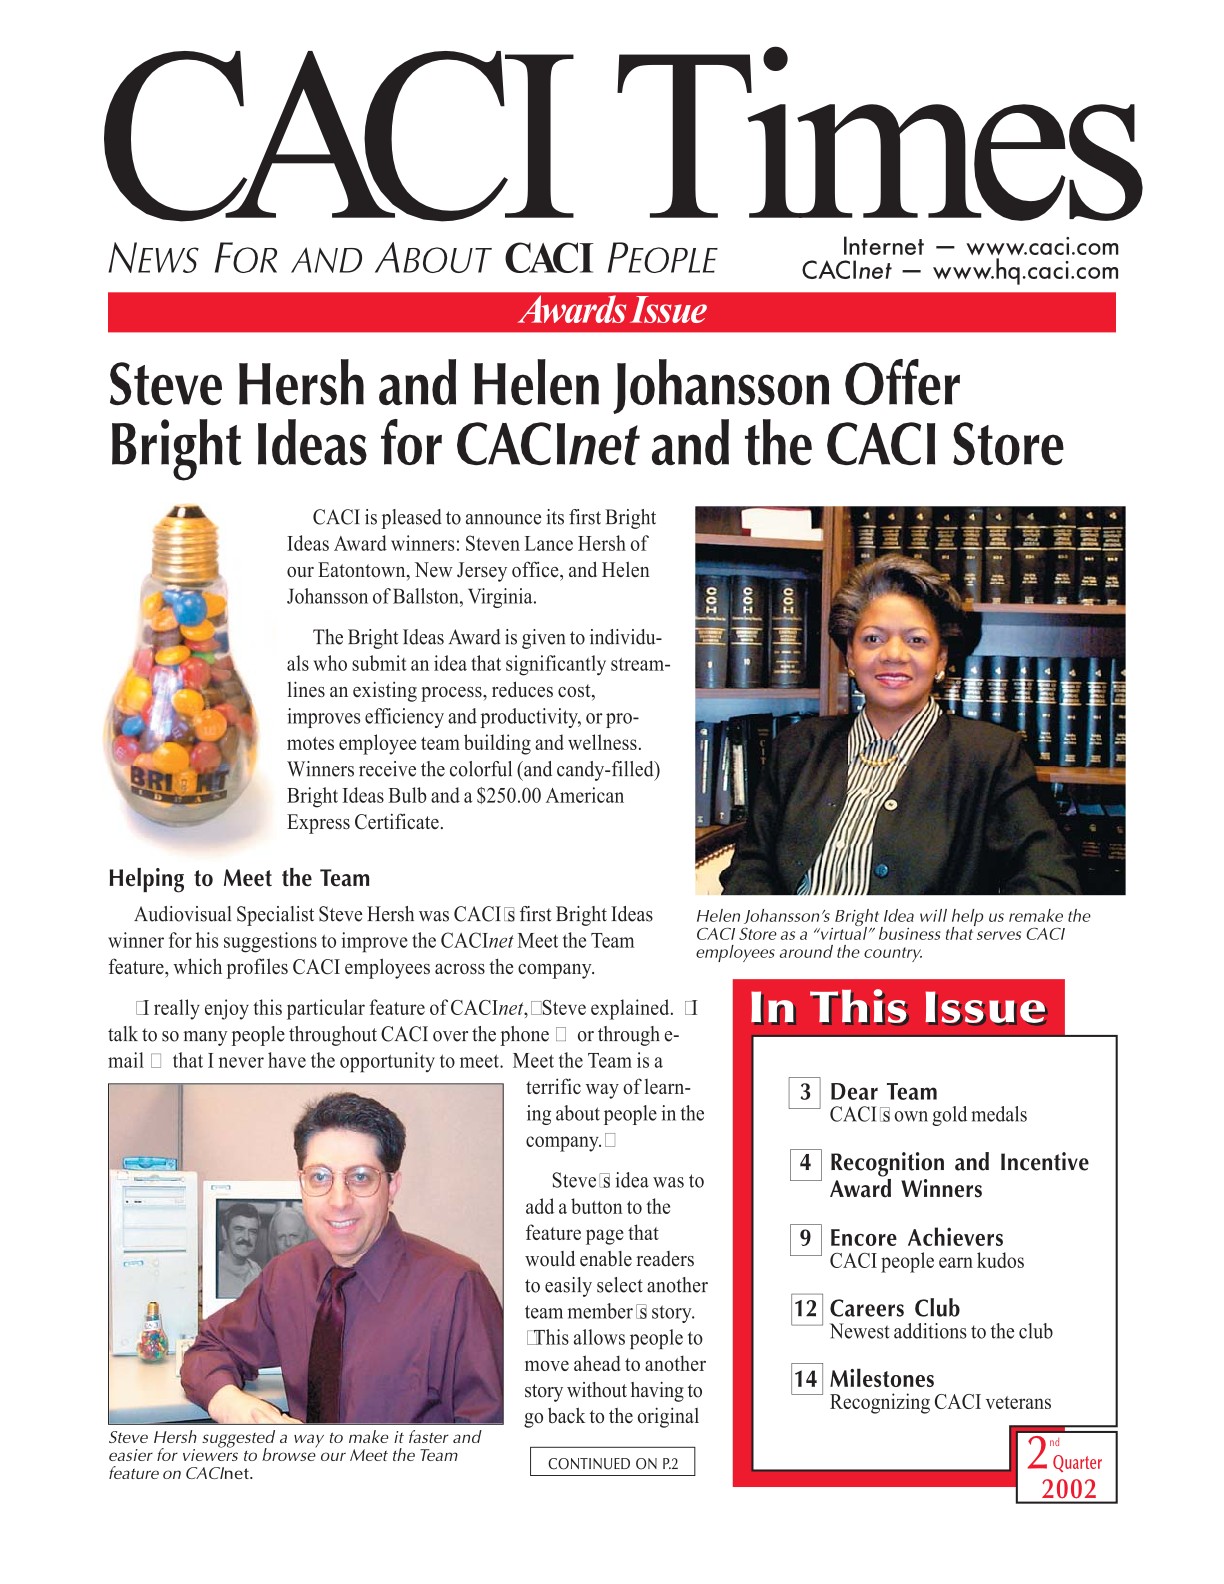 CACI Times
NEWS FOR AND ABOUT CACI PEOPLE
Internet — www.caci.com
CACInet — www.hq.caci.com
Awards Issue
Steve Hersh and Helen Johansson Offer
Bright Ideas for CACInet and the CACI Store
CACI is pleased to announce its first Bright
Ideas Award winners: Steven Lance Hersh of
our Eatontown, New Jersey office, and Helen
Johansson of Ballston, Virginia.
The Bright Ideas Award is given to individu-
als who submit an idea that significantly stream-
lines an existing process, reduces cost,
improves efficiency and productivity, or pro-
motes employee team building and wellness.
Winners receive the colorful (and candy-filled)
Bright Ideas Bulb and a $250.00 American
Express Certificate.
BRIGHT
IDEAS
Helping to Meet the Team
Audiovisual Specialist Steve Hersh was CACI□s first Bright Ideas
winner for his suggestions to improve the CACInet Meet the Team
feature, which profiles CACI employees across the company.
□I really enjoy this particular feature of CACInet,□Steve explained. □I
talk to so many people throughout CACI over the phone □ or through e-
mail □ that I never have the opportunity to meet. Meet the Team is a
terrific way of learn-
ing about people in the
company.□
Steve□s idea was to
add a button to the
feature page that
would enable readers
to easily select another
team member□s story.
□This allows people to
move ahead to another
story without having to
go back to the original
CONTINUED ON P.2
Steve Hersh suggested a way to make it faster and
easier for viewers to browse our Meet the Team
feature on CACInet.
CCH
CCH
CCH
9
10
Helen Johansson's Bright Idea will help us remake the
CACI Store as a “virtual” business that serves CACI
employees around the country.
In This Issue
3 Dear Team
CACI□s own gold medals
4 Recognition and Incentive
Award Winners
9 Encore Achievers
CACI people earn kudos
12 Careers Club
Newest additions to the club
14 Milestones
Recognizing CACI veterans
2nd Quarter
2002